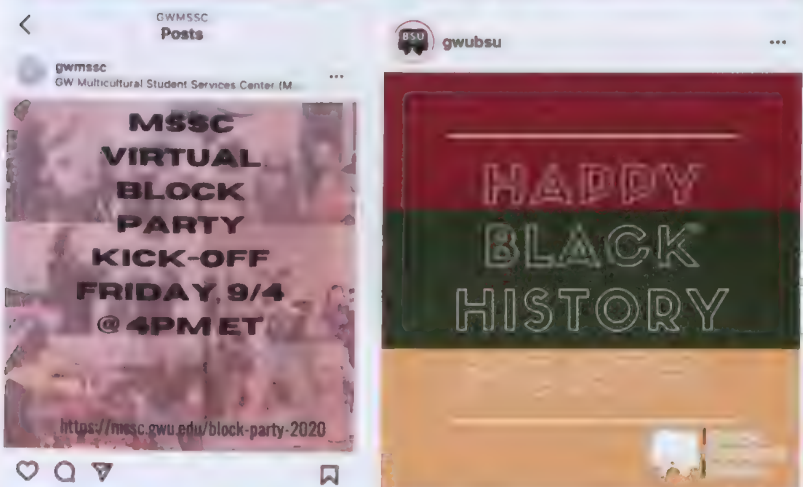 GWMSSC
Posts
gwmssc
GW Multicultural Student Services Center (M...
MSSC
VIRTUAL
BLOCK
PARTY
KICK-OFF
FRIDAY, 9/4
@ 4PM ET
https://mssc.gwu.edu/block-party-2020
BSU
gwubsu
HAPPY
BLACK
HISTORY